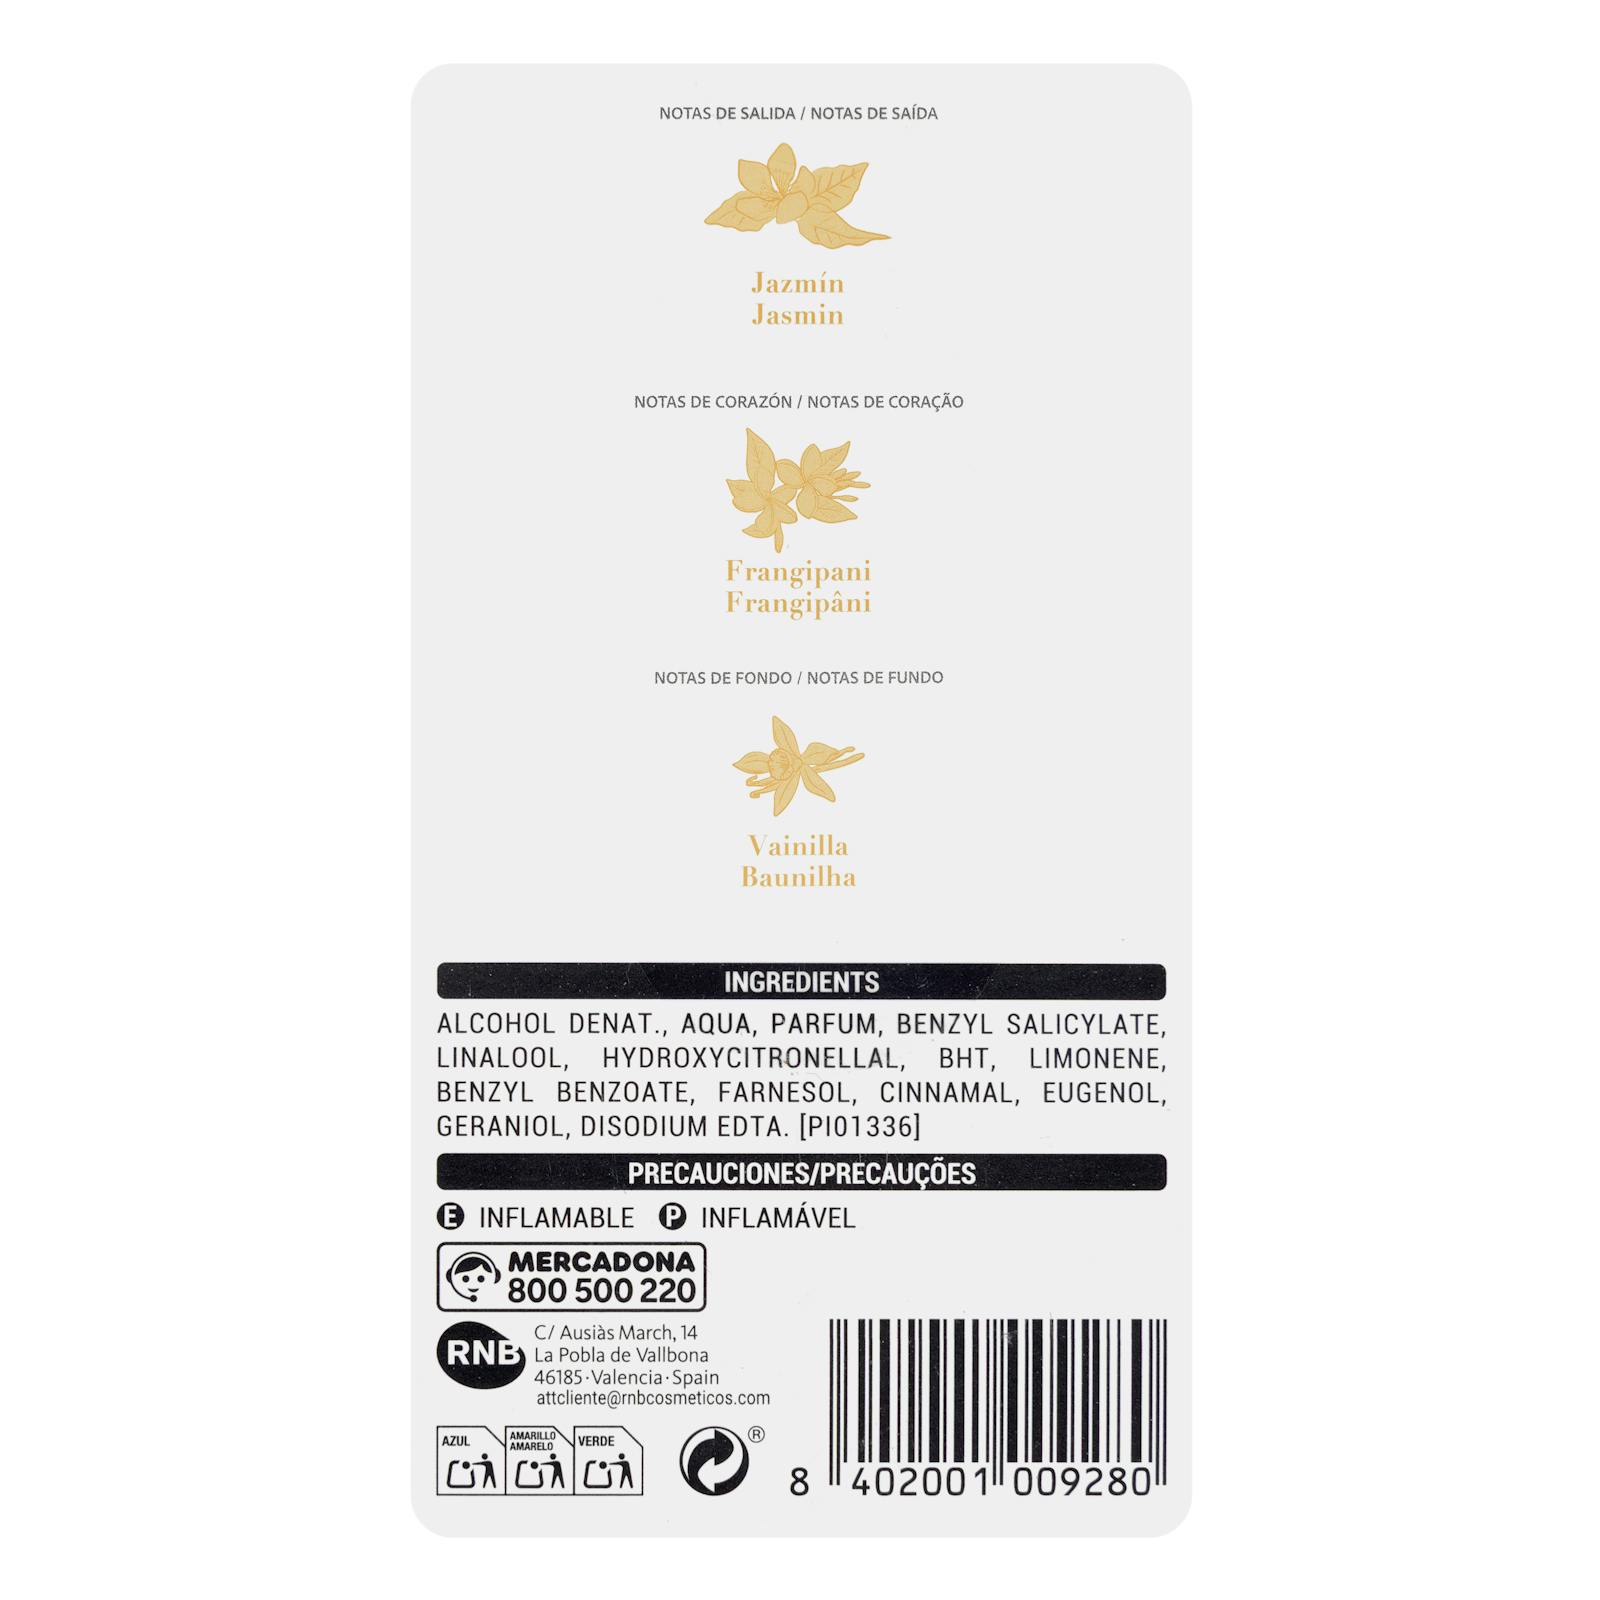 NOTAS DE SALIDA / NOTAS DE SAÍDA
Jazmín
Jasmin
NOTAS DE CORAZÓN / NOTAS DE CORAÇÃO
Frangipani
Frangipâni
NOTAS DE FONDO / NOTAS DE FUNDO
Vainilla
Baunilha
INGREDIENTS
ALCOHOL DENAT., AQUA, PARFUM, BENZYL SALICYLATE,
LINALOOL, HYDROXYCITRONELLAL, BHT, LIMONENE,
BENZYL BENZOATE, FARNESOL, CINNAMAL, EUGENOL,
GERANIOL, DISODIUM EDTA. [PI01336]
PRECAUCIONES/PRECAUÇÕES
E INFLAMABLE P INFLAMÁVEL
MERCADONA
800 500 220
RNB
C/ Ausiàs March, 14
La Pobla de Vallbona
46185·Valencia·Spain
attcliente@rnbcosmeticos.com
AZUL
AMARILLO
AMARELO
VERDE
®
8 402001 009280